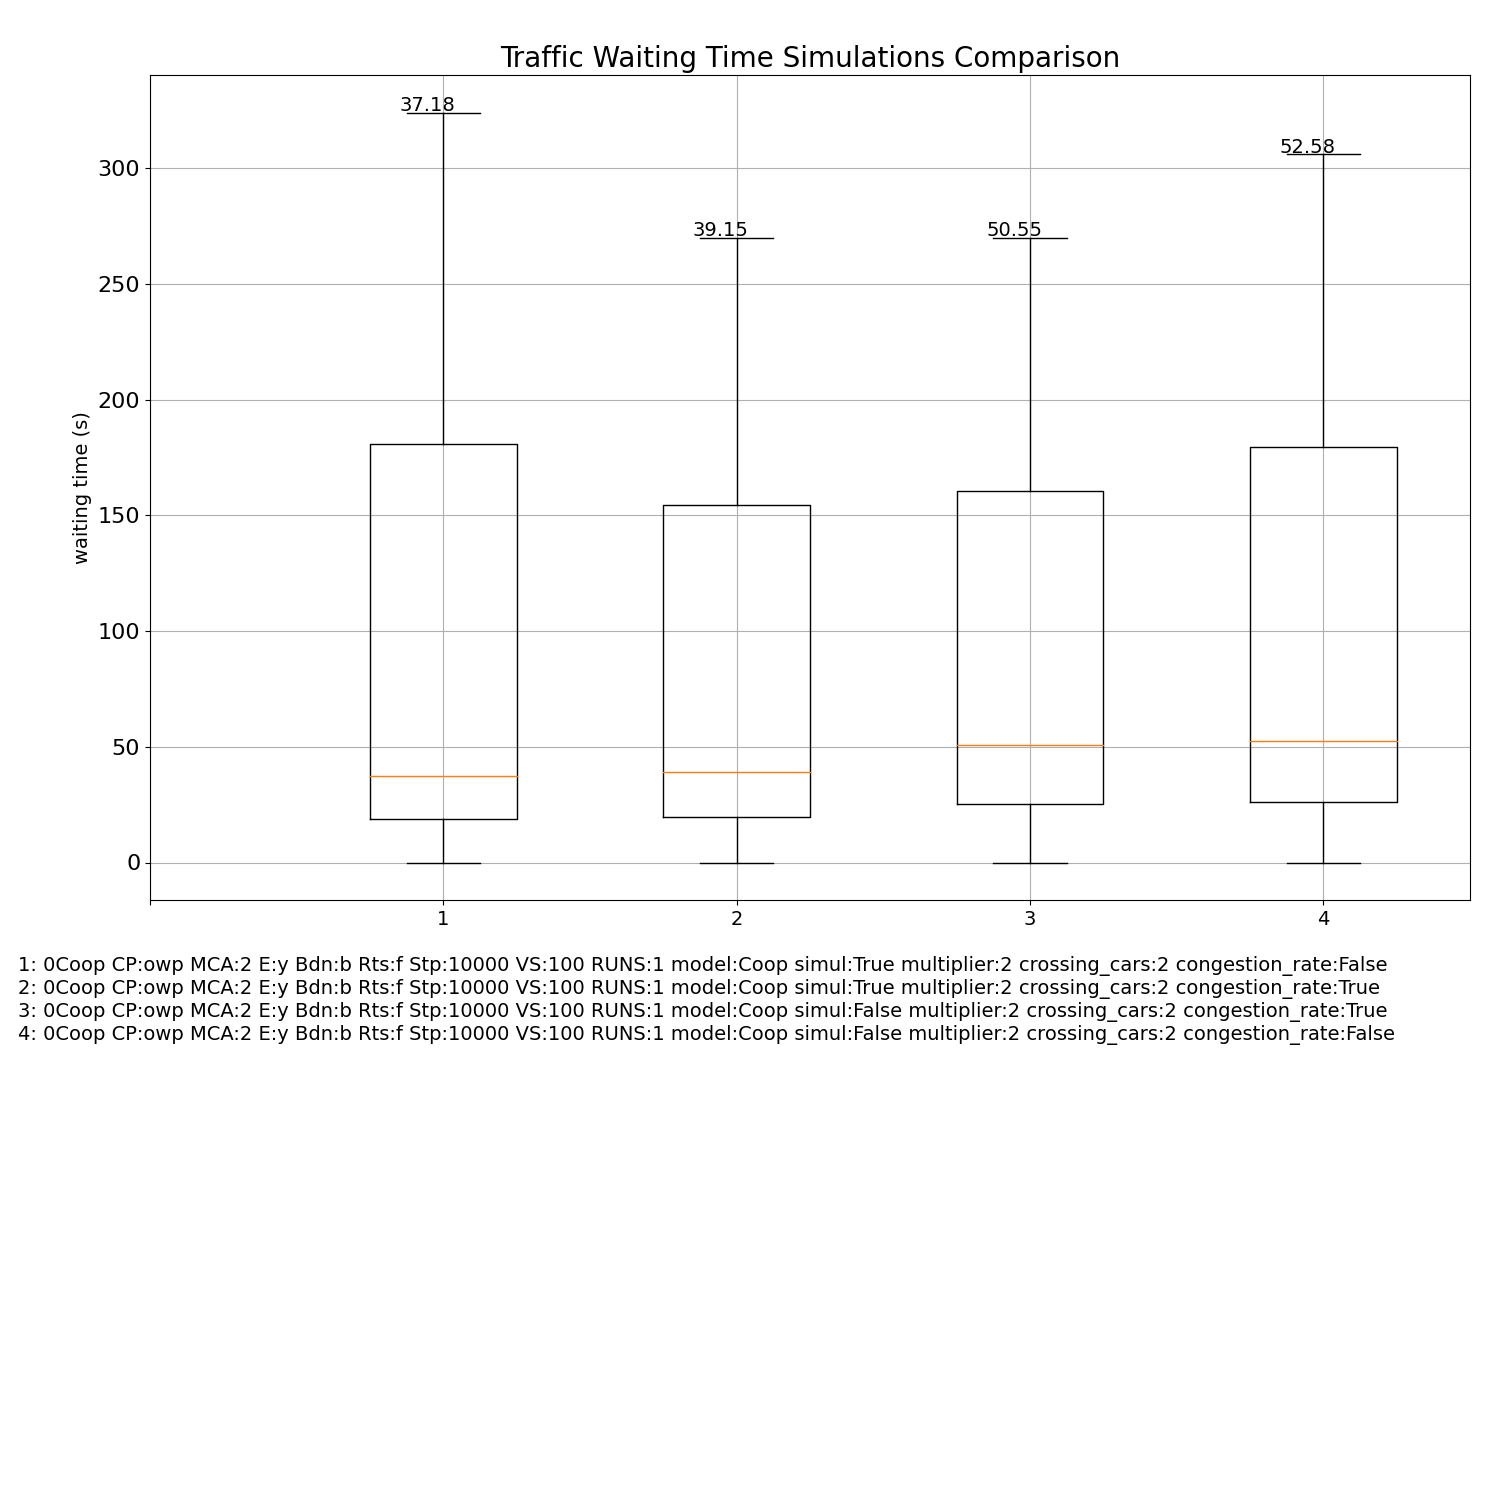 Traffic Waiting Time Simulations Comparison
37.18
52.58
39.15
50.55
300
250
200
150
100
50
0
waiting time (s)
1 2 3 4
1: 0Coop CP:owp MCA:2 E:y Bdn:b Rts:f Stp:10000 VS:100 RUNS:1 model:Coop simul:True multiplier:2 crossing_cars:2 congestion_rate:False
2: 0Coop CP:owp MCA:2 E:y Bdn:b Rts:f Stp:10000 VS:100 RUNS:1 model:Coop simul:True multiplier:2 crossing_cars:2 congestion_rate:True
3: 0Coop CP:owp MCA:2 E:y Bdn:b Rts:f Stp:10000 VS:100 RUNS:1 model:Coop simul:False multiplier:2 crossing_cars:2 congestion_rate:True
4: 0Coop CP:owp MCA:2 E:y Bdn:b Rts:f Stp:10000 VS:100 RUNS:1 model:Coop simul:False multiplier:2 crossing_cars:2 congestion_rate:False